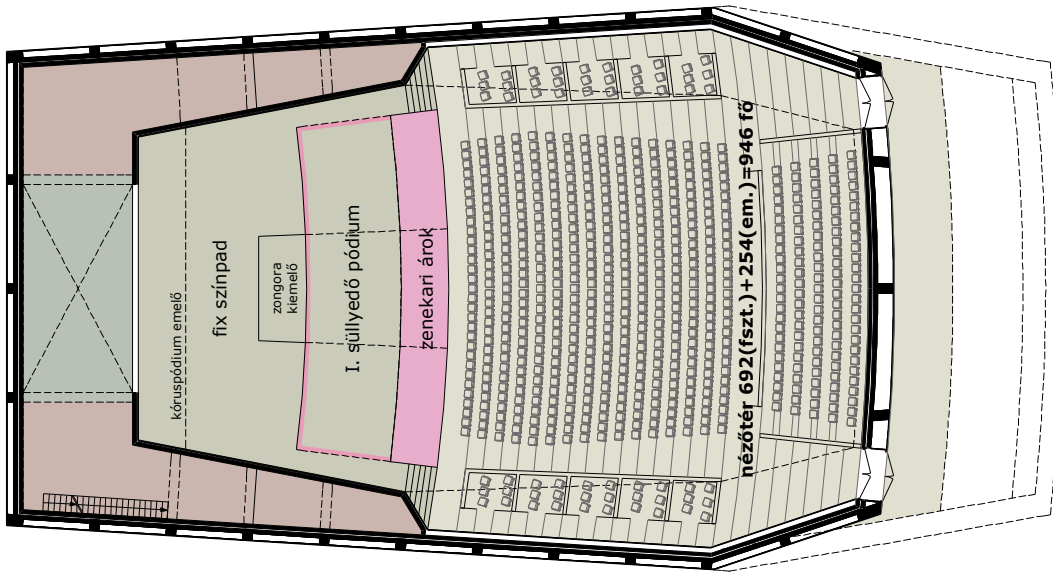 kóruspódium emelő
fix színpad
zongora
kiemelő
I. süllyedő pódium
zenekari árok
nézőtér 692(fszt.)+254(em.)=946 fő